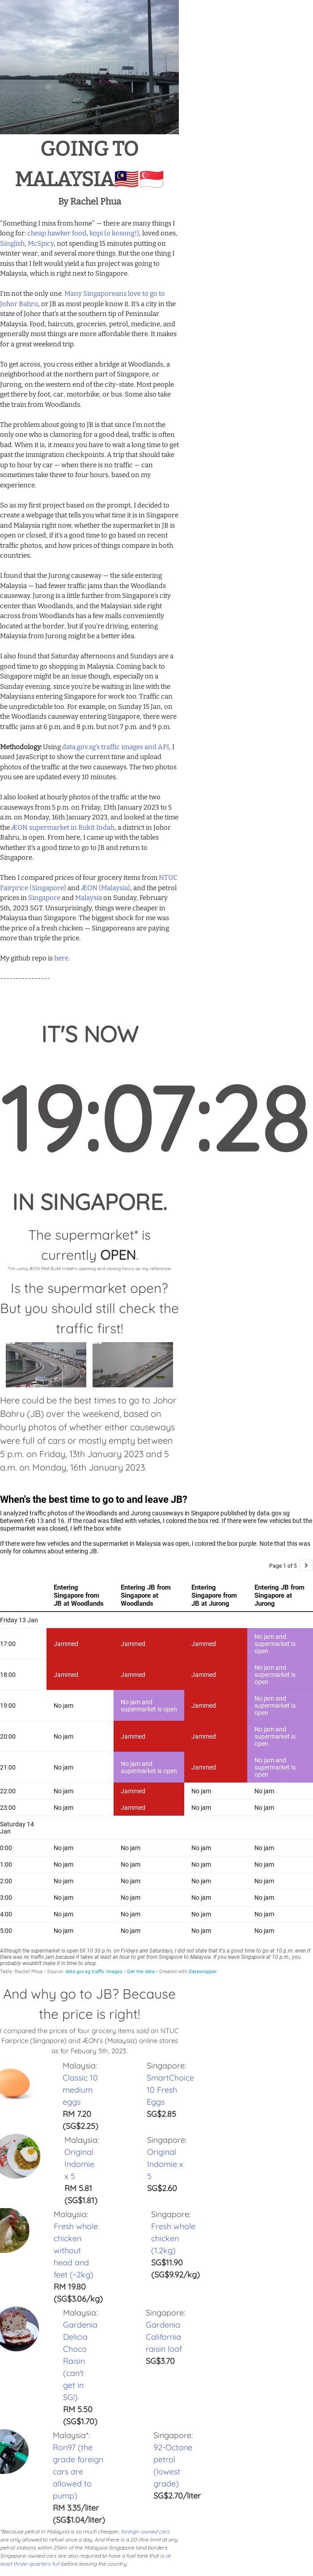 GOING TO
MALAYSIA🇲🇾🇸🇬
By Rachel Phua
"Something I miss from home" — there are many things I
long for: cheap hawker food, kopi (o kosong!), loved ones,
Singlish, McSpicy, not spending 15 minutes putting on
winter wear, and several more things. But the one thing I
miss that I felt would yield a fun project was going to
Malaysia, which is right next to Singapore.
I'm not the only one. Many Singaporeans love to go to
Johor Bahru, or JB as most people know it. It's a city in the
state of Johor that's at the southern tip of Peninsular
Malaysia. Food, haircuts, groceries, petrol, medicine, and
generally most things are more affordable there. It makes
for a great weekend trip.
To get across, you cross either a bridge at Woodlands, a
neighborhood at the northern part of Singapore, or
Jurong, on the western end of the city-state. Most people
get there by foot, car, motorbike, or bus. Some also take
the train from Woodlands.
The problem about going to JB is that since I'm not the
only one who is clamoring for a good deal, traffic is often
bad. When it is, means you have to wait a long time to get
past the immigration checkpoints. A trip that should take
up to hour by car — when there is no traffic — can
sometimes take three to four hours, based on my
experience.
So as my first project based on the prompt, I decided to
create a webpage that tells you what time it is in Singapore
and Malaysia right now, whether the supermarket in JB is
open or closed, if it's a good time to go based on recent
traffic photos, and how prices of things compare in both
countries.
I found that the Jurong causeway — the side entering
Malaysia — had fewer traffic jams than the Woodlands
causeway. Jurong is a little further from Singapore's city
center than Woodlands, and the Malaysian side right
across from Woodlands has a few malls conveniently
located at the border, but if you're driving, entering
Malaysia from Jurong might be a better idea.
I also found that Saturday afternoons and Sundays are a
good time to go shopping in Malaysia. Coming back to
Singapore might be an issue though, especially on a
Sunday evening, since you're be waiting in line with the
Malaysians entering Singapore for work too. Traffic can
be unpredictable too. For example, on Sunday 15 Jan, on
the Woodlands causeway entering Singapore, there were
traffic jams at 6 p.m. and 8 p.m. but not 7 p.m. and 9 p.m.
Methodology: Using data.gov.sg's traffic images and API, I
used JavaScript to show the current time and upload
photos of the traffic at the two causeways. The two photos
you see are updated every 10 minutes.
I also looked at hourly photos of the traffic at the two
causeways from 5 p.m. on Friday, 13th January 2023 to 5
a.m. on Monday, 16th January 2023, and looked at the time
the ÆON supermarket in Bukit Indah, a district in Johor
Bahru, is open. From here, I came up with the tables
whether it's a good time to go to JB and return to
Singapore.
Then I compared prices of four grocery items from NTUC
Fairprice (Singapore) and ÆON (Malaysia), and the petrol
prices in Singapore and Malaysia on Sunday, February
5th, 2023 SGT. Unsurprisingly, things were cheaper in
Malaysia than Singapore. The biggest shock for me was
the price of a fresh chicken — Singaporeans are paying
more than triple the price.
My github repo is here.
----------------
IT'S NOW
19:07:28
IN SINGAPORE.
The supermarket* is
currently OPEN.
*I'm using ÆON Mall Bukit Indah's opening and closing hours as my reference.
Is the supermarket open?
But you should still check the
traffic first!
Here could be the best times to go to Johor
Bahru (JB) over the weekend, based on
hourly photos of whether either causeways
were full of cars or mostly empty between
5 p.m. on Friday, 13th January 2023 and 5
a.m. on Monday, 16th January 2023.
When's the best time to go to and leave JB?
I analyzed traffic photos of the Woodlands and Jurong causeways in Singapore published by data.gov.sg
between Feb 13 and 16. If the road was filled with vehicles, I colored the box red. If there were few vehicles but the
supermarket was closed, I left the box white.
If there were few vehicles and the supermarket in Malaysia was open, I colored the box purple. Note that this was
only for columns about entering JB.
Page 1 of 5 >
Entering Singapore from JB at Woodlands | Entering JB from Singapore at Woodlands | Entering Singapore from JB at Jurong | Entering JB from Singapore at Jurong
Friday 13 Jan
17:00 Jammed Jammed Jammed No jam and supermarket is open
18:00 Jammed Jammed Jammed No jam and supermarket is open
19:00 No jam No jam and supermarket is open Jammed No jam and supermarket is open
20:00 No jam Jammed Jammed No jam and supermarket is open
21:00 No jam No jam and supermarket is open Jammed No jam and supermarket is open
22:00 No jam Jammed No jam No jam
23:00 No jam Jammed No jam No jam
Saturday 14 Jan
0:00 No jam No jam No jam No jam
1:00 No jam No jam No jam No jam
2:00 No jam No jam No jam No jam
3:00 No jam No jam No jam No jam
4:00 No jam No jam No jam No jam
5:00 No jam No jam No jam No jam
Although the supermarket is open till 10:30 p.m. on Fridays and Saturdays, I did not state that it's a good time to go at 10 p.m. even if
there was no traffic jam because it takes at least an hour to get from Singapore to Malaysia. If you leave Singapore at 10 p.m., you
probably wouldn't make it in time to shop.
Table: Rachel Phua • Source: data.gov.sg traffic images • Get the data • Created with Datawrapper
And why go to JB? Because
the price is right!
I compared the prices of four grocery items sold on NTUC
Fairprice (Singapore) and ÆON's (Malaysia) online stores
as for Febuary 5th, 2023.
Malaysia:
Classic 10
medium
eggs
RM 7.20
(SG$2.25)
Singapore:
SmartChoice
10 Fresh
Eggs
SG$2.85
Malaysia:
Original
Indomie
x 5
RM 5.81
(SG$1.81)
Singapore:
Original
Indomie x
5
SG$2.60
Malaysia:
Fresh whole
chicken
without
head and
feet (~2kg)
RM 19.80
(SG$3.06/kg)
Singapore:
Fresh whole
chicken
(1.2kg)
SG$11.90
(SG$9.92/kg)
Malaysia:
Gardenia
Delicia
Choco
Raisin
(can't
get in
SG!)
RM 5.50
(SG$1.70)
Singapore:
Gardenia
California
raisin loaf
SG$3.70
Malaysia*:
Ron97 (the
grade foreign
cars are
allowed to
pump)
RM 3.35/liter
(SG$1.04/liter)
Singapore:
92-Octane
petrol
(lowest
grade)
SG$2.70/liter
*Because petrol in Malaysia is so much cheaper, foreign-owned cars
are only allowed to refuel once a day. And there is a 20-litre limit at any
petrol stations within 25km of the Malaysia-Singapore land borders.
Singapore-owned cars are also required to have a fuel tank that is at
least three-quarters full before leaving the country.